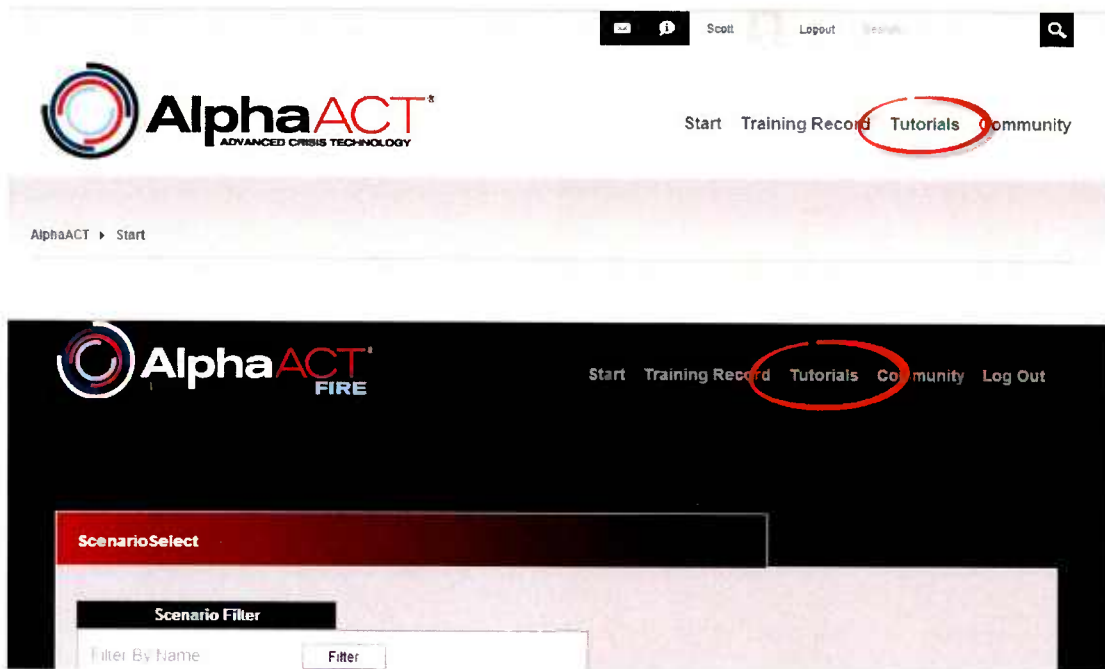 Scott Logout Search...
AlphaACT®
ADVANCED CRISIS TECHNOLOGY
Start Training Record Tutorials Community
AlphaACT ▸ Start
AlphaACT®
FIRE
Start Training Record Tutorials Community Log Out
ScenarioSelect
Scenario Filter
Filter By Name Filter